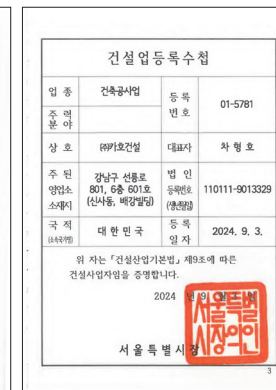 건설업등록수첩
업 종 건축공사업 등 록 번 호 01-5781
주 력 분 야
상 호 ㈜카호건설 대표자 차 형 호
주 된 영업소 소재지 강남구 선릉로 801, 6층 601호 (신사동, 배강빌딩) 법 인 등록번호 (생년월일) 110111-9013329
국 적 (소속국가명) 대 한 민 국 등 록 일 자 2024. 9. 3.
위 자는 「건설산업기본법」 제9조에 따른
건설사업자임을 증명합니다.
2024 년 9 월 3 일
서 울 특 별 시 장
서울특별
시장의인
3